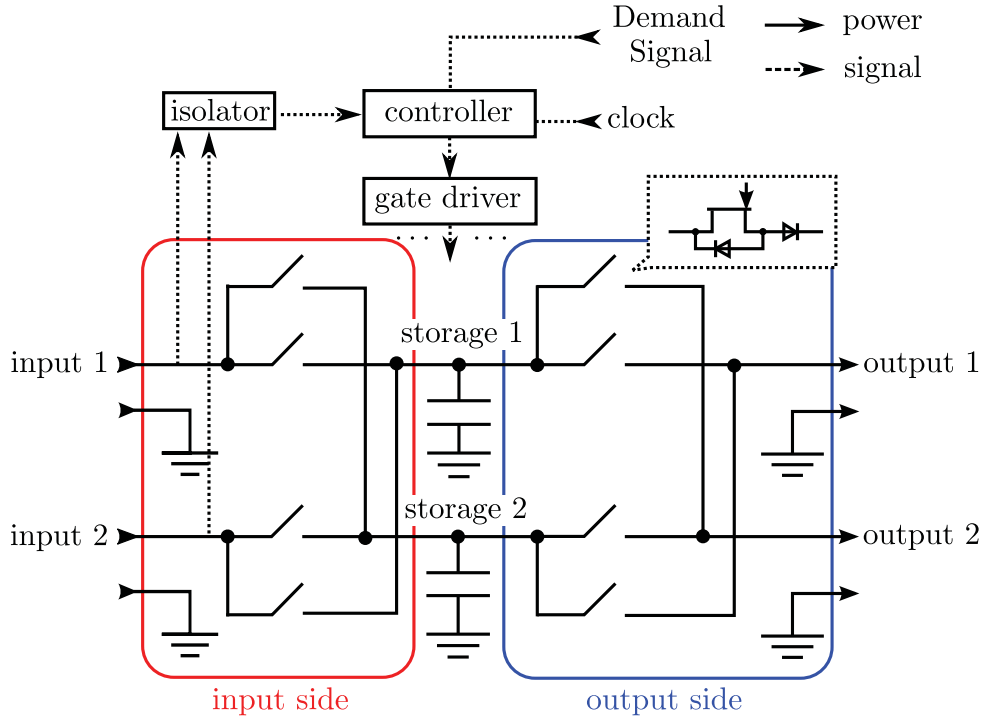 Demand
Signal
power
signal
isolator
controller
clock
gate driver
storage 1
input 1
output 1
storage 2
input 2
output 2
input side
output side